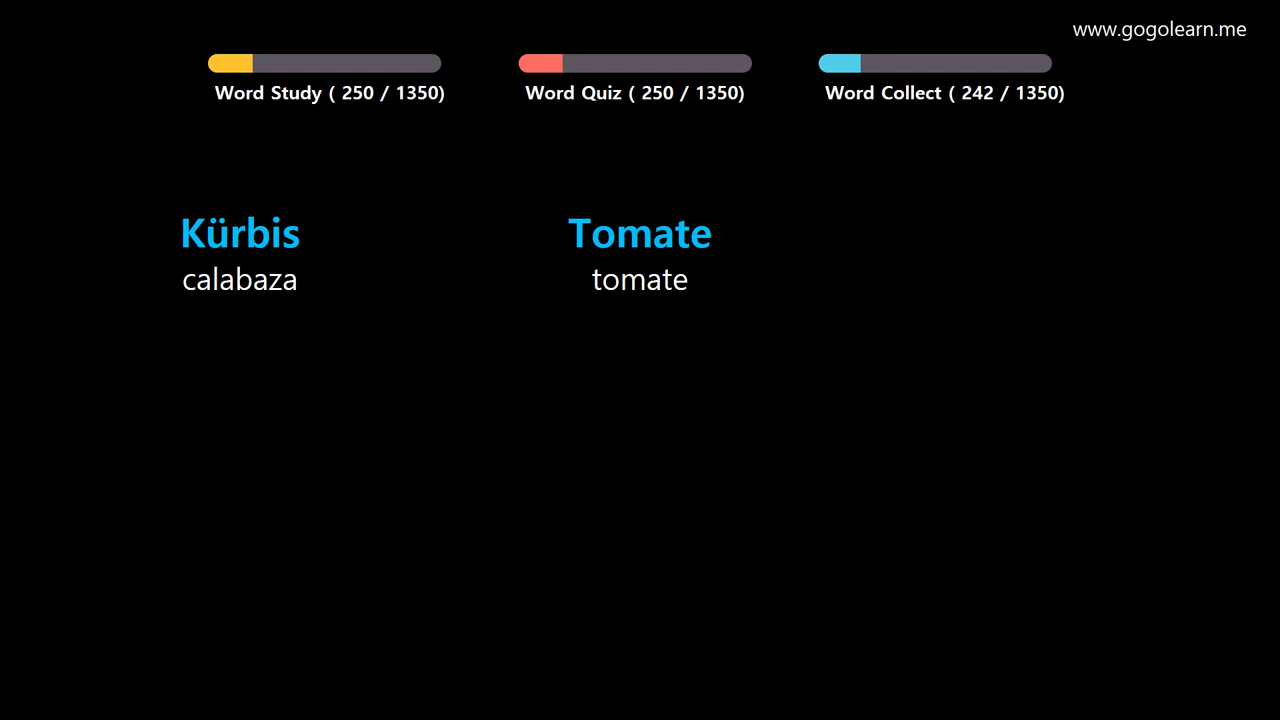 www.gogolearn.me
Word Study ( 250 / 1350)
Word Quiz ( 250 / 1350)
Word Collect ( 242 / 1350)
Kürbis
calabaza
Tomate
tomate